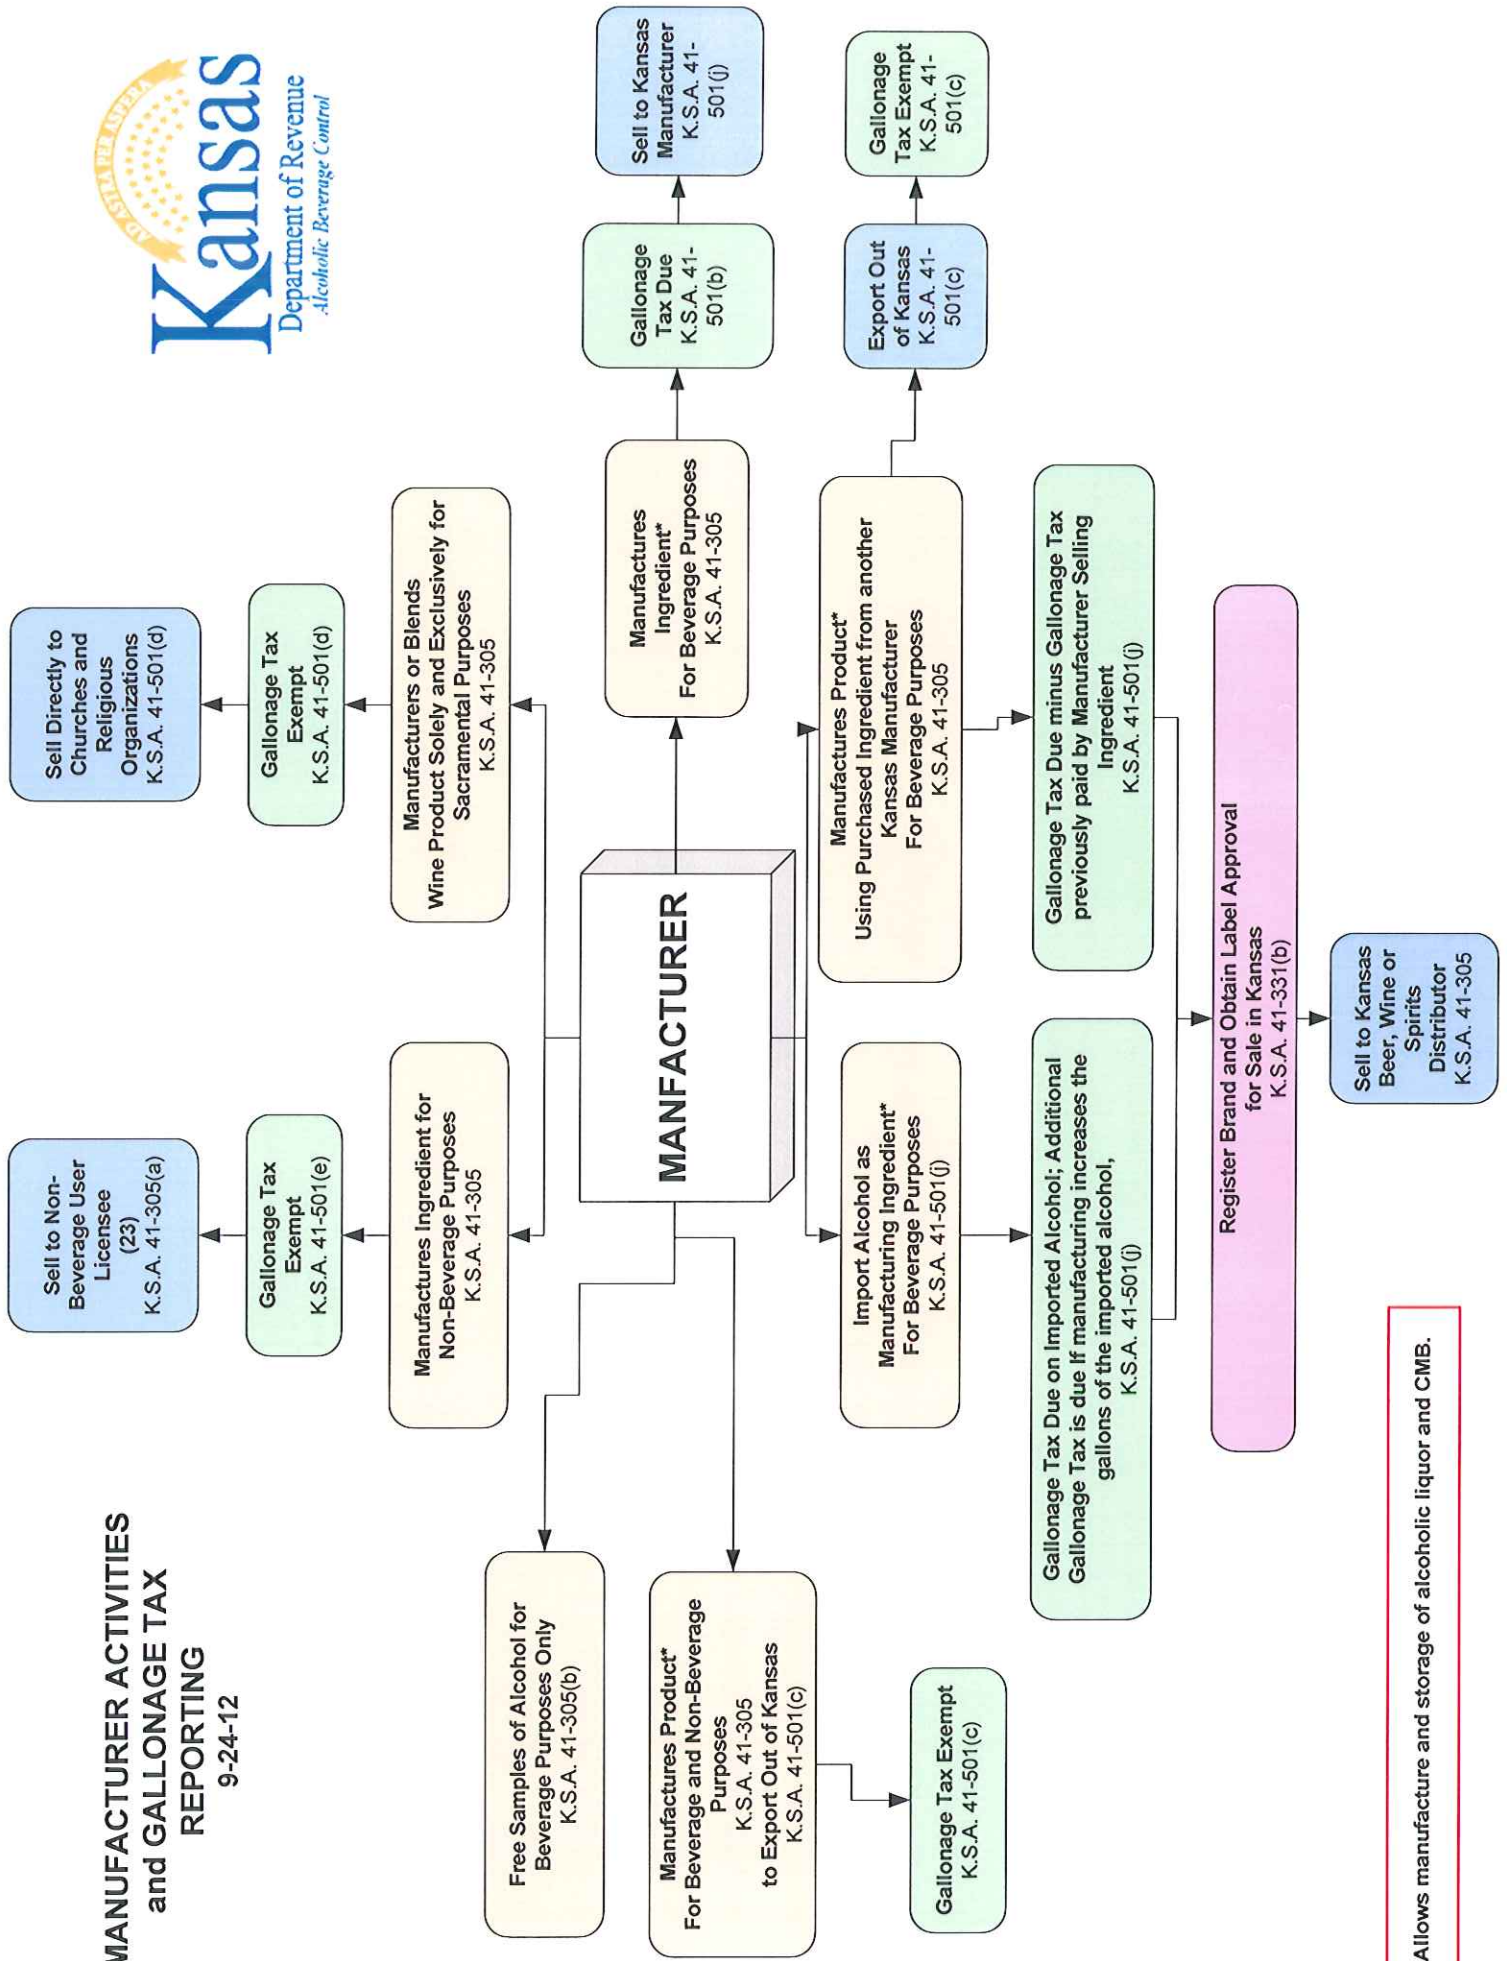 MANUFACTURER ACTIVITIES
and GALLONAGE TAX
REPORTING
9-24-12
AD ASTRA PER ASPERA
Kansas
Department of Revenue
Alcoholic Beverage Control
Sell to Non-
Beverage User
Licensee
(23)
K.S.A. 41-305(a)
Sell Directly to
Churches and
Religious
Organizations
K.S.A. 41-501(d)
Gallonage Tax
Exempt
K.S.A. 41-501(e)
Gallonage Tax
Exempt
K.S.A. 41-501(d)
Manufactures Ingredient for
Non-Beverage Purposes
K.S.A. 41-305
Manufacturers or Blends
Wine Product Solely and Exclusively for
Sacramental Purposes
K.S.A. 41-305
Free Samples of Alcohol for
Beverage Purposes Only
K.S.A. 41-305(b)
MANFACTURER
Manufactures
Ingredient*
For Beverage Purposes
K.S.A. 41-305
Gallonage
Tax Due
K.S.A. 41-
501(b)
Sell to Kansas
Manufacturer
K.S.A. 41-
501(j)
Manufactures Product*
For Beverage and Non-Beverage
Purposes
K.S.A. 41-305
to Export Out of Kansas
K.S.A. 41-501(c)
Import Alcohol as
Manufacturing Ingredient*
For Beverage Purposes
K.S.A. 41-501(j)
Manufactures Product*
Using Purchased Ingredient from another
Kansas Manufacturer
For Beverage Purposes
K.S.A. 41-305
Export Out
of Kansas
K.S.A. 41-
501(c)
Gallonage
Tax Exempt
K.S.A. 41-
501(c)
Gallonage Tax Exempt
K.S.A. 41-501(c)
Gallonage Tax Due on Imported Alcohol; Additional
Gallonage Tax is due If manufacturing increases the
gallons of the imported alcohol,
K.S.A. 41-501(j)
Gallonage Tax Due minus Gallonage Tax
previously paid by Manufacturer Selling
Ingredient
K.S.A. 41-501(j)
Register Brand and Obtain Label Approval
for Sale in Kansas
K.S.A. 41-331(b)
Sell to Kansas
Beer, Wine or
Spirits
Distributor
K.S.A. 41-305
Allows manufacture and storage of alcoholic liquor and CMB.